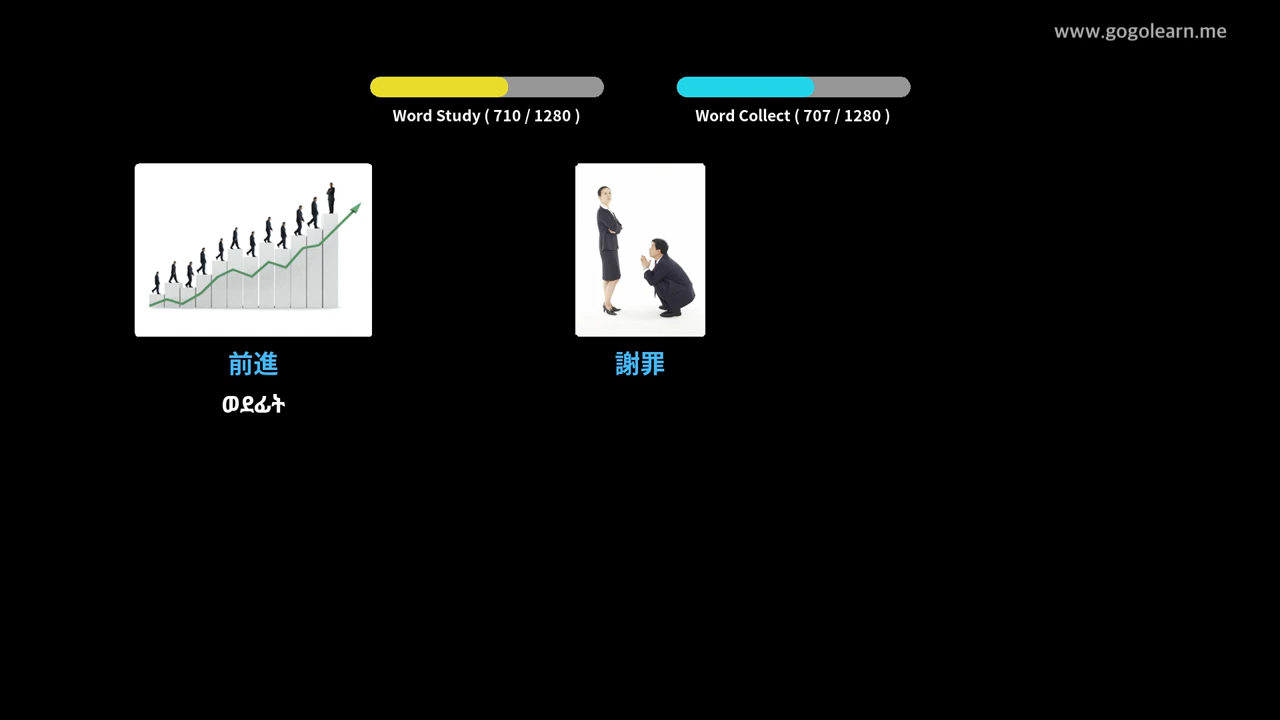 www.gogolearn.me
Word Study ( 710 / 1280 )
Word Collect ( 707 / 1280 )
前進
謝罪
ወደፊት